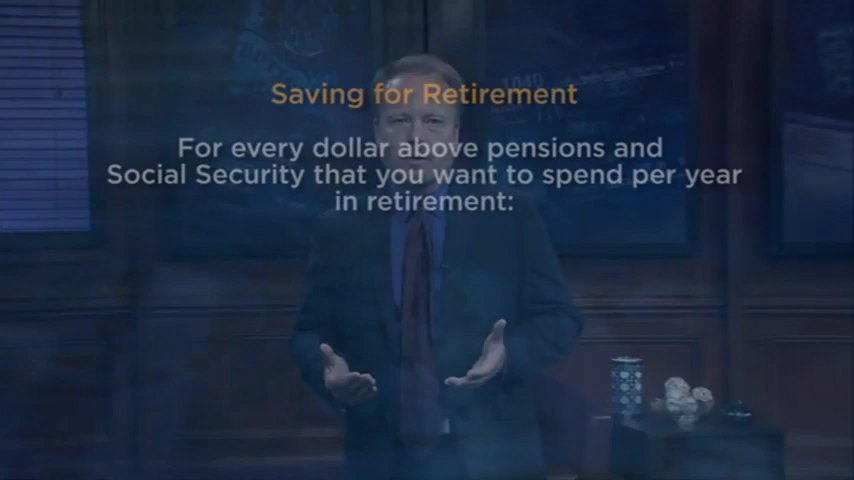 Saving for Retirement
For every dollar above pensions and
Social Security that you want to spend per year
in retirement: